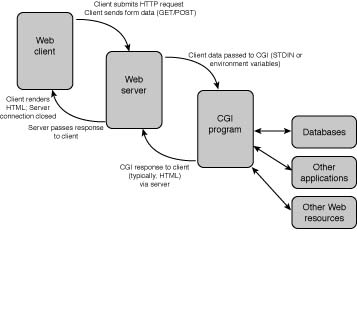 Client submits HTTP request
Client sends form data (GET/POST)
Web
client
Client data passed to CGI (STDIN or
environment variables)
Web
server
Client renders
HTML; Server
connection closed
Server passes response
to client
CGI
program
Databases
CGI response to client
(typically, HTML)
via server
Other
applications
Other Web
resources